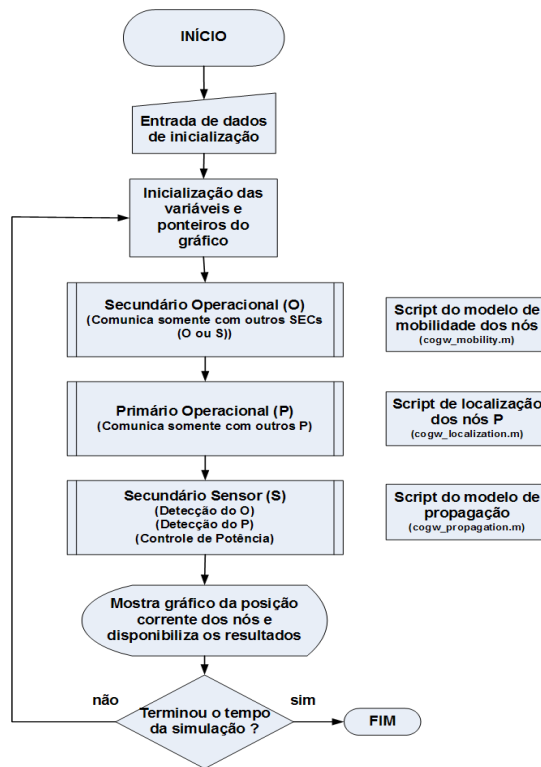 INÍCIO
Entrada de dados
de inicialização
Inicialização das
variáveis e
ponteiros do
gráfico
Secundário Operacional (O)
(Comunica somente com outros SECs
(O ou S))
Script do modelo de
mobilidade dos nós
(cogw_mobility.m)
Primário Operacional (P)
(Comunica somente com outros P)
Script de localização
dos nós P
(cogw_localization.m)
Secundário Sensor (S)
(Detecção do O)
(Detecção do P)
(Controle de Potência)
Script do modelo de
propagação
(cogw_propagation.m)
Mostra gráfico da posição
corrente dos nós e
disponibiliza os resultados
não
sim
Terminou o tempo
da simulação ?
FIM